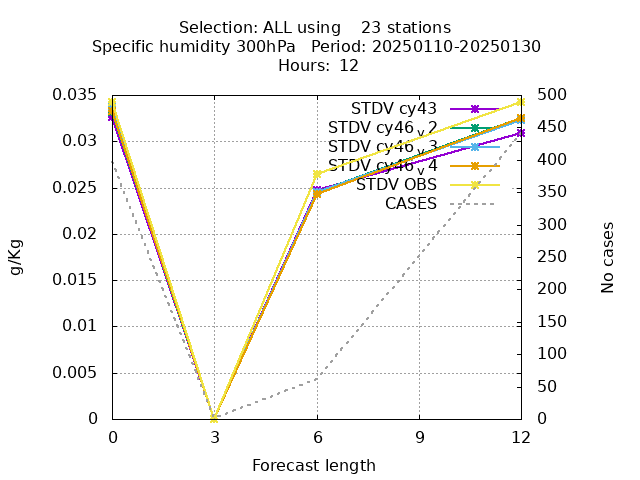 Selection: ALL using    23 stations
Specific humidity 300hPa   Period: 20250110-20250130
Hours: 12
0.035
0.03
0.025
0.02
0.015
0.01
0.005
0
500
450
400
350
300
250
200
150
100
50
0
STDV cy43
STDV cy46_v2
STDV cy46_v3
STDV cy46_v4
STDV OBS
CASES
g/Kg
No cases
0 3 6 9 12
Forecast length